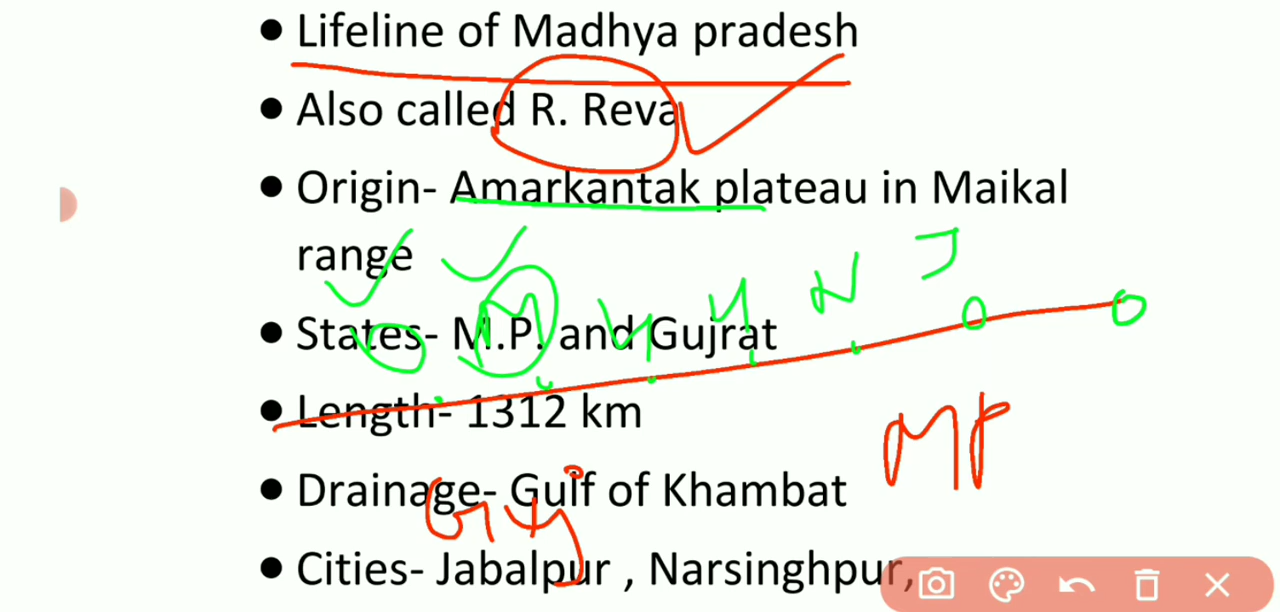 ● Lifeline of Madhya pradesh
● Also called R. Reva
● Origin- Amarkantak plateau in Maikal
range
● States- M.P. and Gujrat
● Length- 1312 km
MP
● Drainage- Gulf of Khambat
Guj
● Cities- Jabalpur , Narsinghpur,